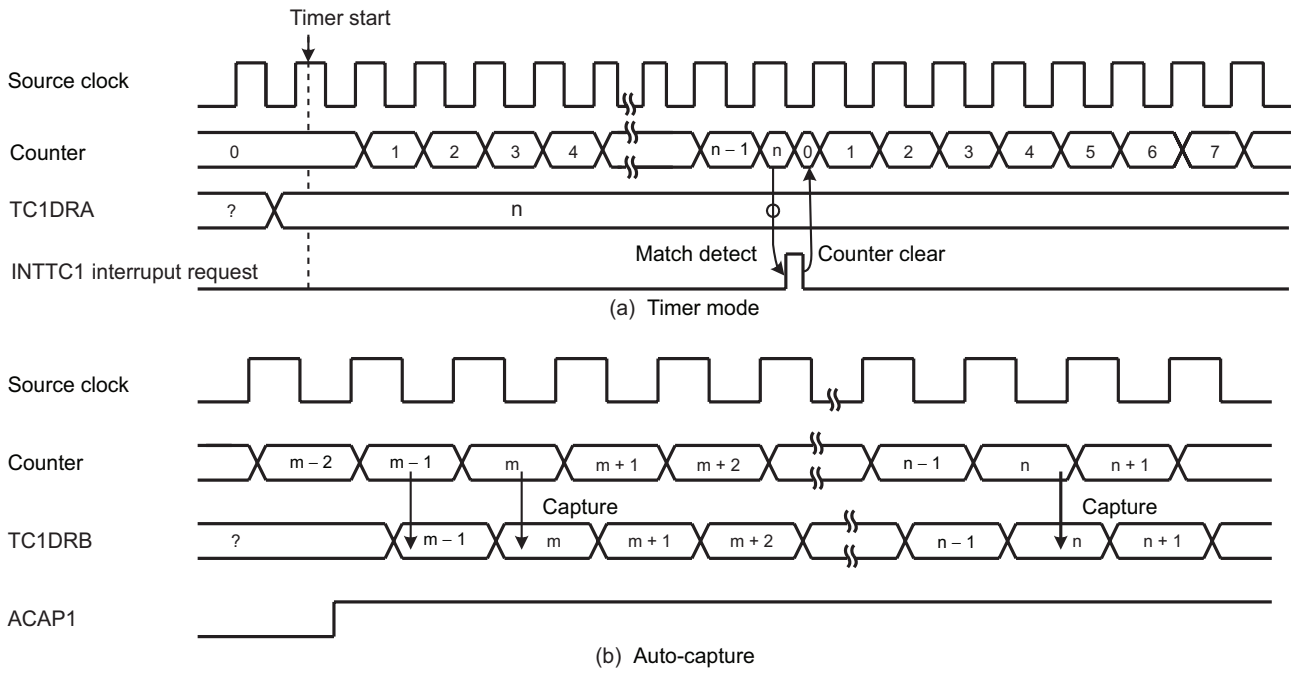 Timer start
Source clock
Counter
0 1 2 3 4 n – 1 n 0 1 2 3 4 5 6 7
TC1DRA
? n
Match detect Counter clear
INTTC1 interruput request
(a) Timer mode
Source clock
Counter
m – 2 m – 1 m m + 1 m + 2 n – 1 n n + 1
Capture Capture
TC1DRB
? m – 1 m m + 1 m + 2 n – 1 n n + 1
ACAP1
(b) Auto-capture